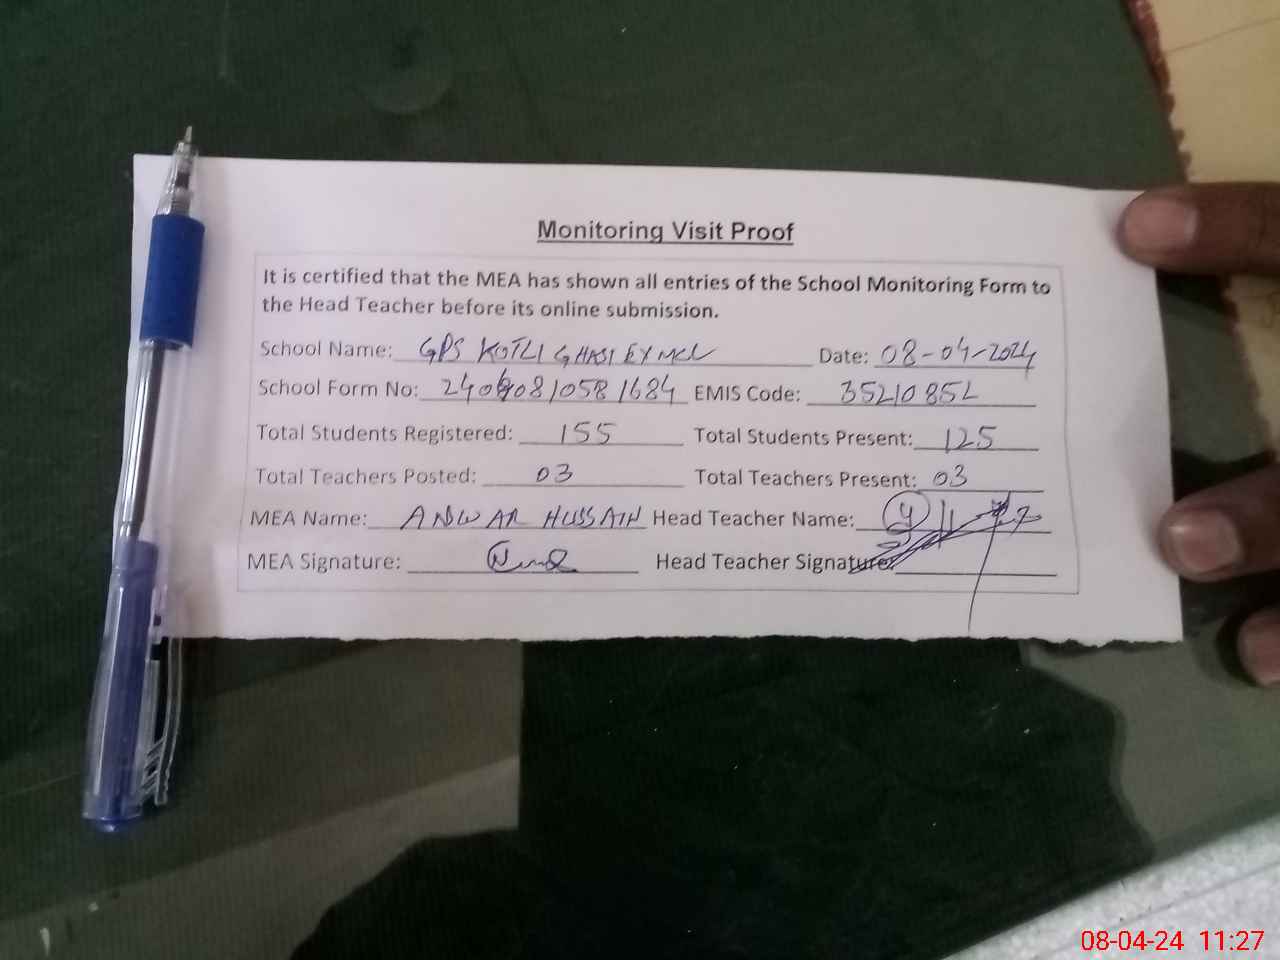 Monitoring Visit Proof
It is certified that the MEA has shown all entries of the School Monitoring Form to
the Head Teacher before its online submission.
School Name: GPS KOTLI GHASI EX MCL Date: 08-04-2024
School Form No: 2404081058 1684 EMIS Code: 35210852
Total Students Registered: 155 Total Students Present: 125
Total Teachers Posted: 03 Total Teachers Present: 03
MEA Name: ANWAR HUSSAIN Head Teacher Name:
MEA Signature: Head Teacher Signature:
08-04-24 11:27